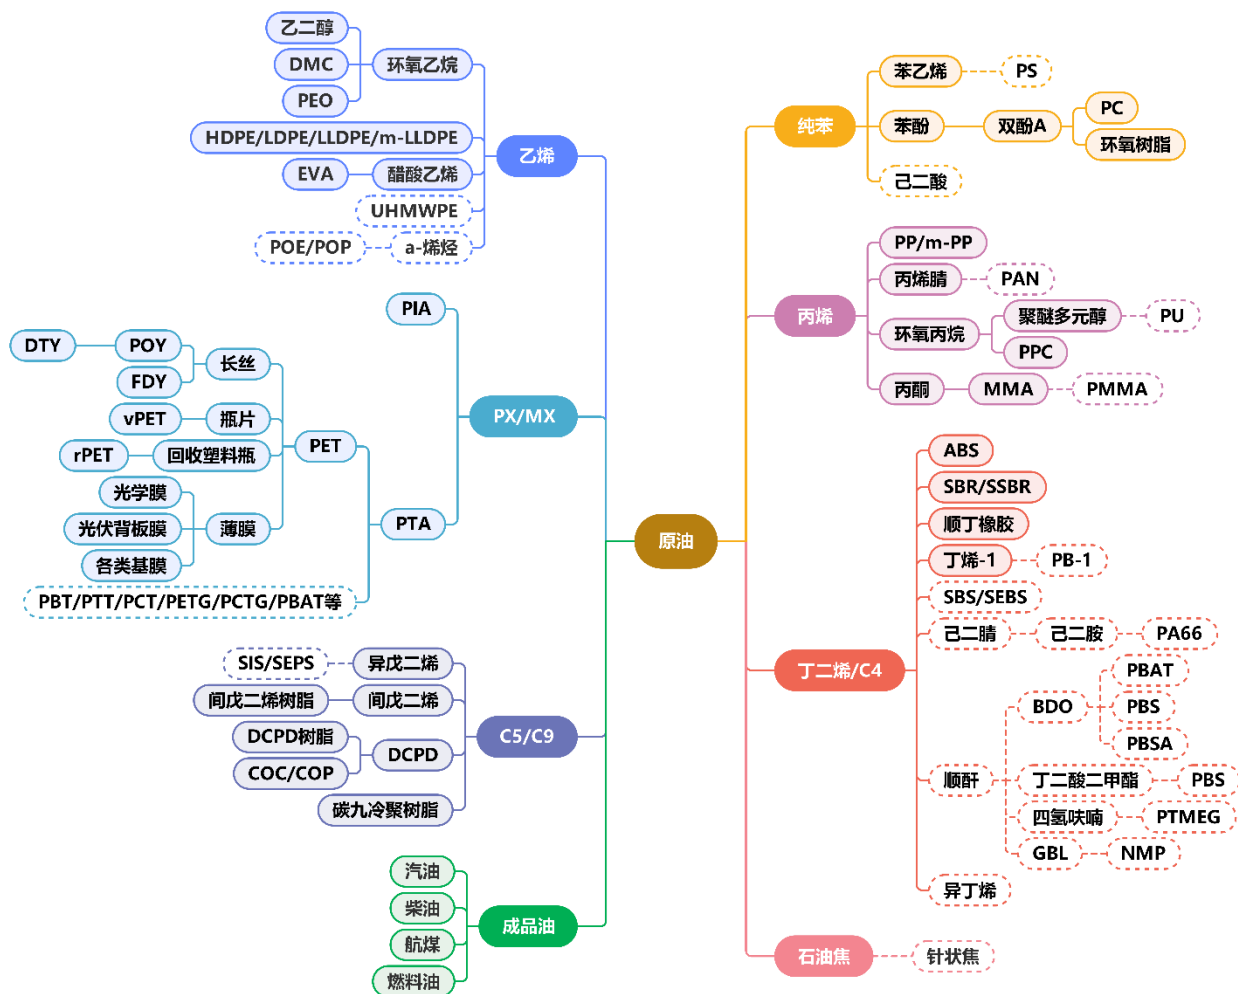 原油
乙烯
环氧乙烷
乙二醇
DMC
PEO
HDPE/LDPE/LLDPE/m-LLDPE
醋酸乙烯
EVA
UHMWPE
a-烯烃
POE/POP
PX/MX
PIA
PTA
PET
长丝
POY
DTY
FDY
瓶片
vPET
回收塑料瓶
rPET
薄膜
光学膜
光伏背板膜
各类基膜
PBT/PTT/PCT/PETG/PCTG/PBAT等
C5/C9
异戊二烯
SIS/SEPS
间戊二烯
间戊二烯树脂
DCPD
DCPD树脂
COC/COP
碳九冷聚树脂
成品油
汽油
柴油
航煤
燃料油
纯苯
苯乙烯
PS
苯酚
双酚A
PC
环氧树脂
己二酸
丙烯
PP/m-PP
丙烯腈
PAN
环氧丙烷
聚醚多元醇
PU
PPC
丙酮
MMA
PMMA
丁二烯/C4
ABS
SBR/SSBR
顺丁橡胶
丁烯-1
PB-1
SBS/SEBS
己二腈
己二胺
PA66
顺酐
BDO
PBAT
PBS
PBSA
丁二酸二甲酯
PBS
四氢呋喃
PTMEG
GBL
NMP
异丁烯
石油焦
针状焦